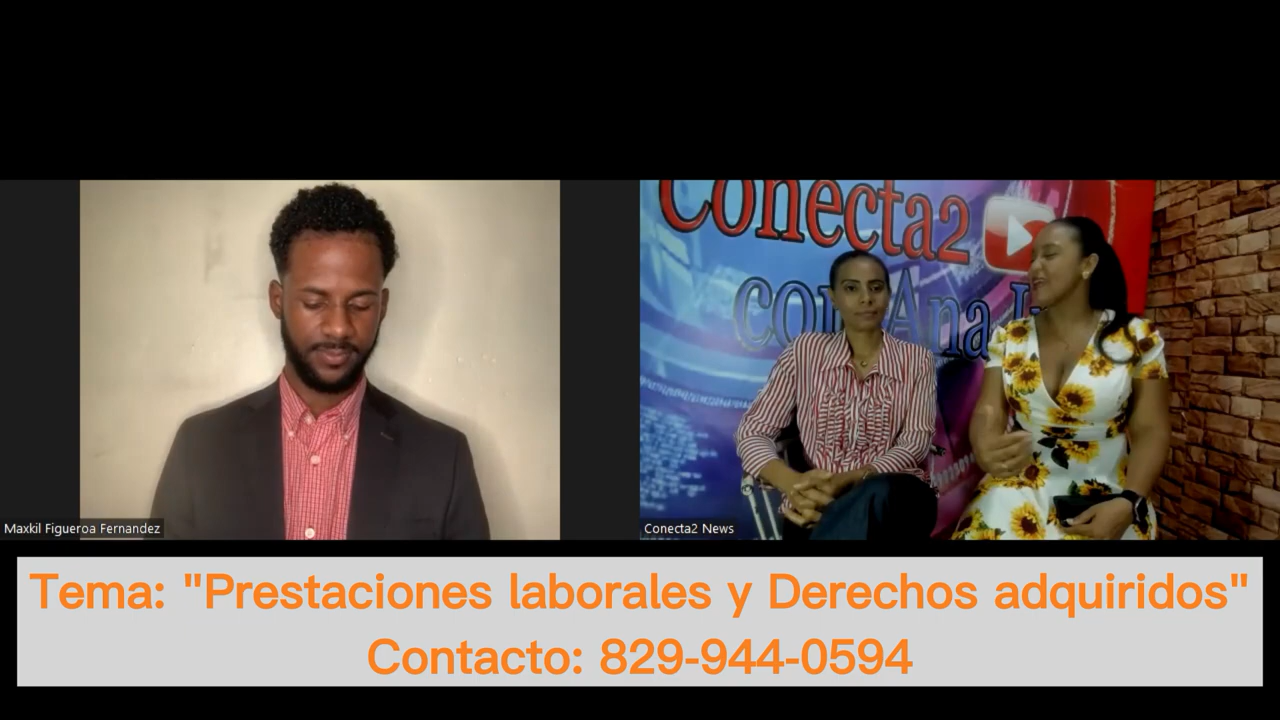 Conecta2
con Ana
Maxkil Figueroa Fernandez
Conecta2 News
Tema: "Prestaciones laborales y Derechos adquiridos"
Contacto: 829-944-0594